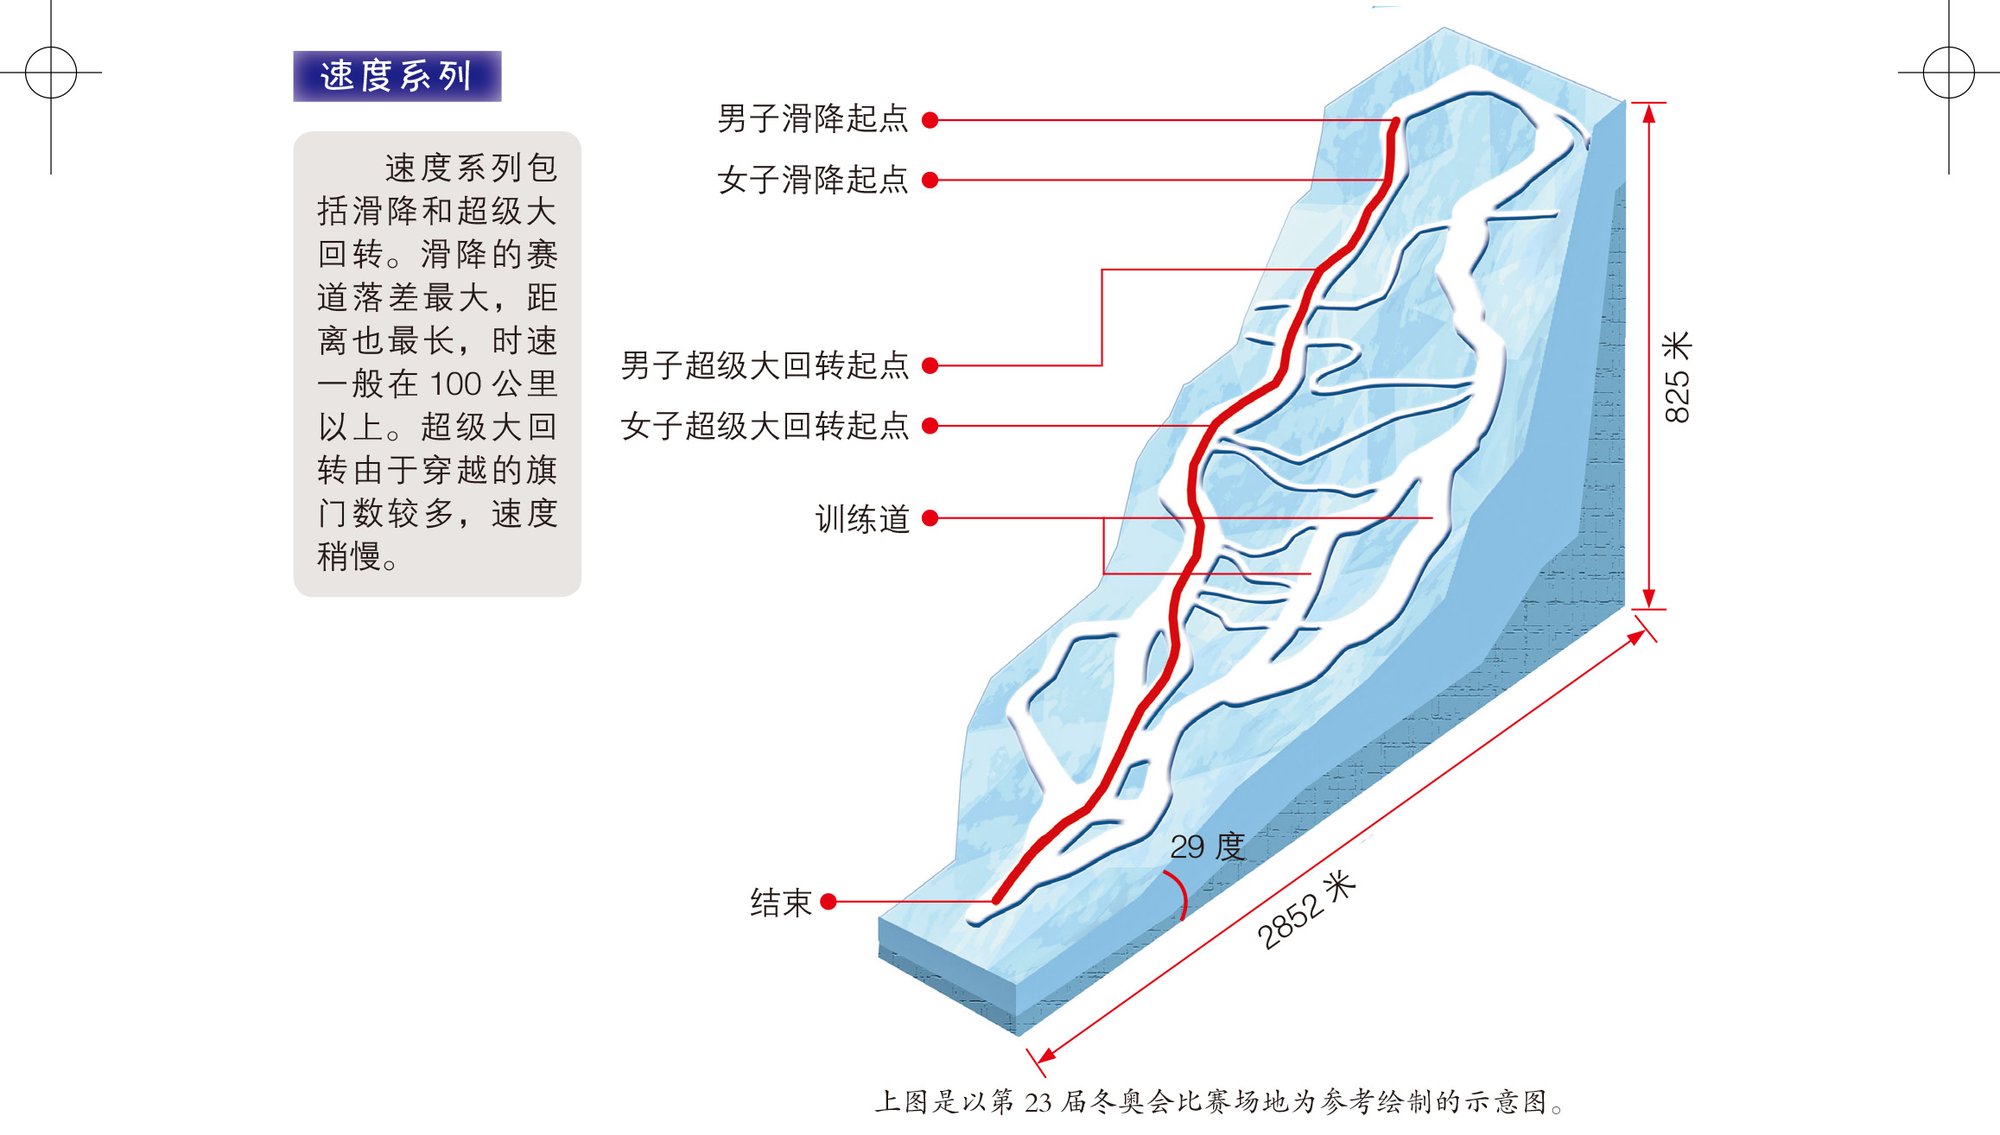 速度系列
速度系列包
括滑降和超级大
回转。滑降的赛
道落差最大，距
离也最长，时速
一般在 100 公里
以上。超级大回
转由于穿越的旗
门数较多，速度
稍慢。
男子滑降起点
女子滑降起点
男子超级大回转起点
女子超级大回转起点
训练道
结束
825 米
29 度
2852 米
上图是以第 23 届冬奥会比赛场地为参考绘制的示意图。